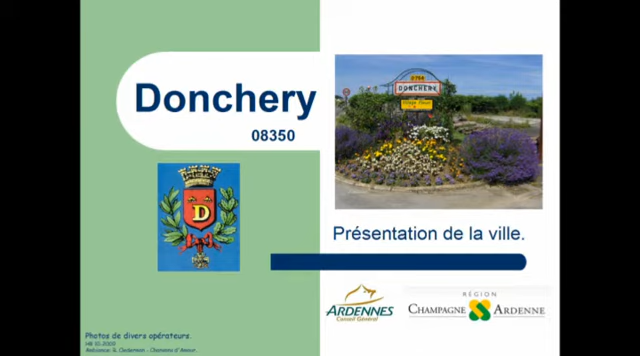 Donchery
08350
DONCHERY
D
Présentation de la ville.
ARDENNES
Conseil Général
RÉGION
CHAMPAGNE ARDENNE
Photos de divers opérateurs.